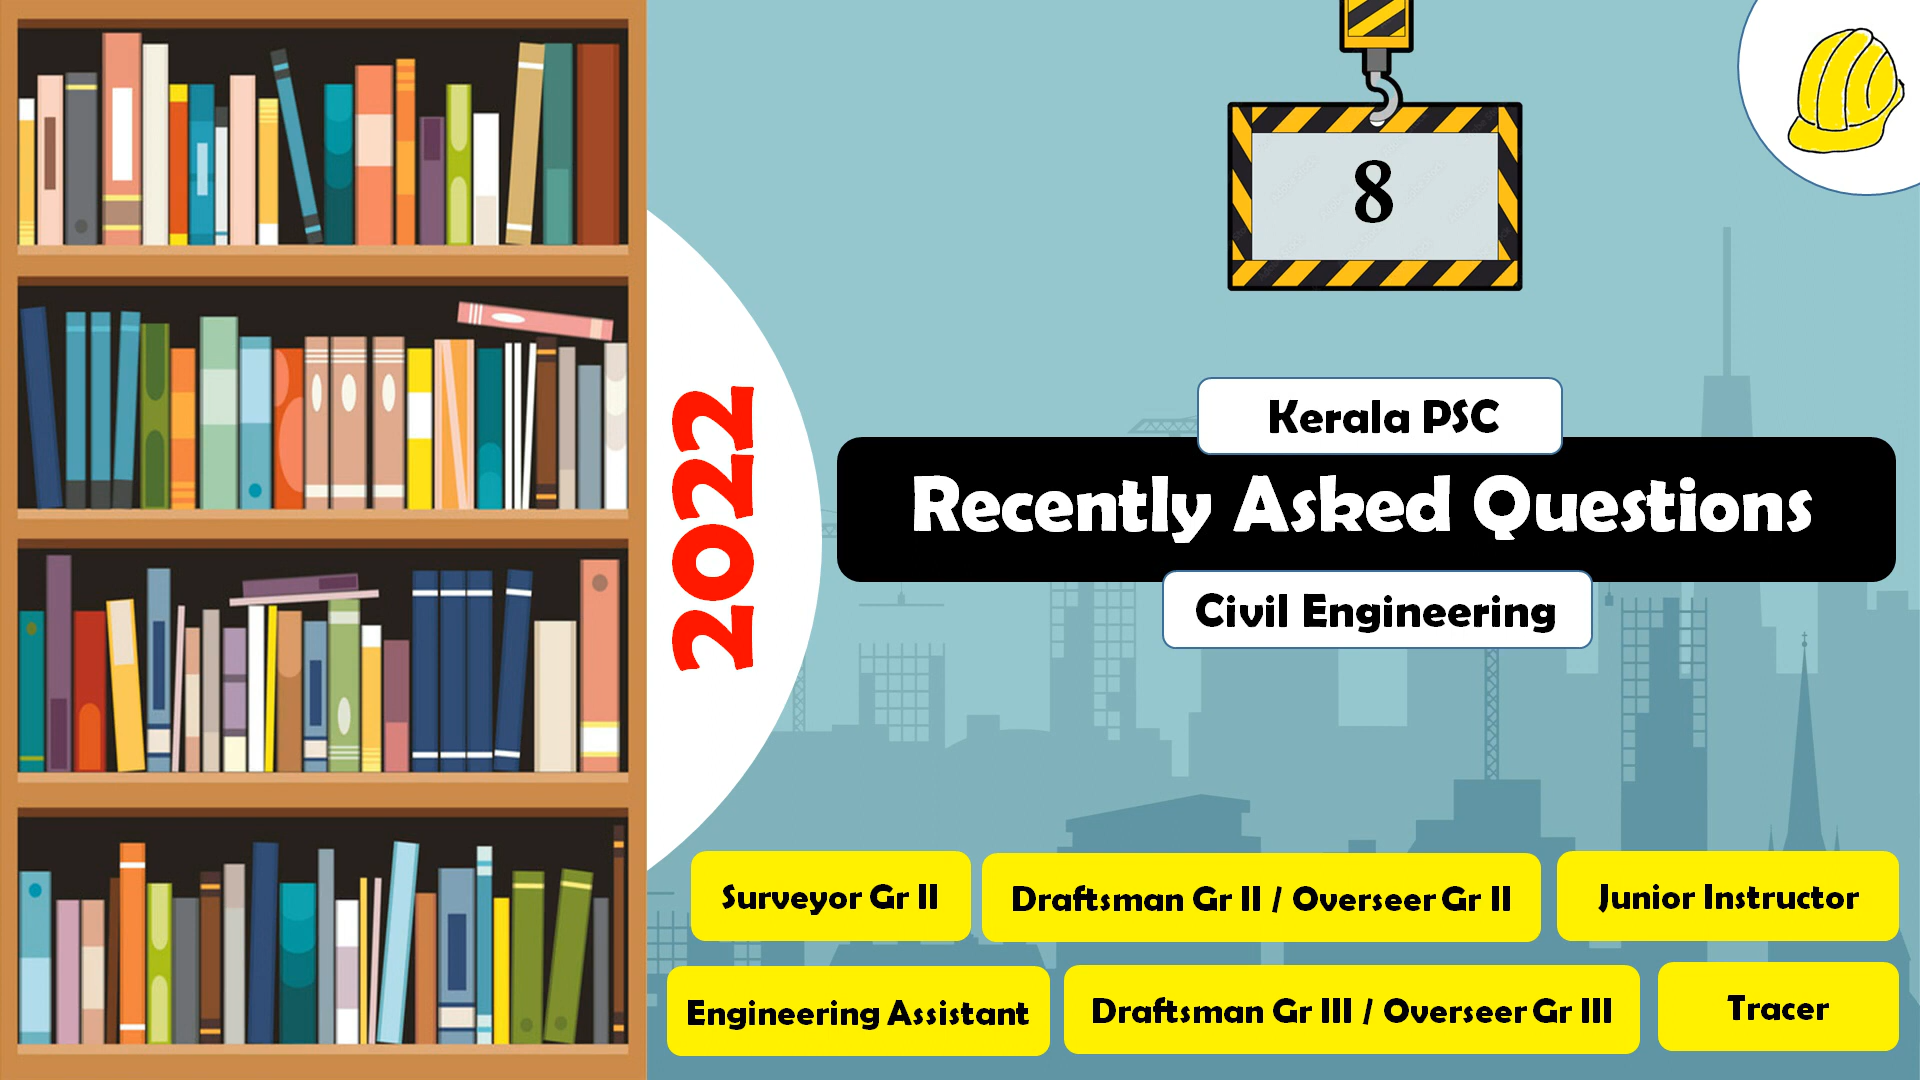 8
2022
Kerala PSC
Recently Asked Questions
Civil Engineering
Surveyor Gr II
Draftsman Gr II / Overseer Gr II
Junior Instructor
Engineering Assistant
Draftsman Gr III / Overseer Gr III
Tracer